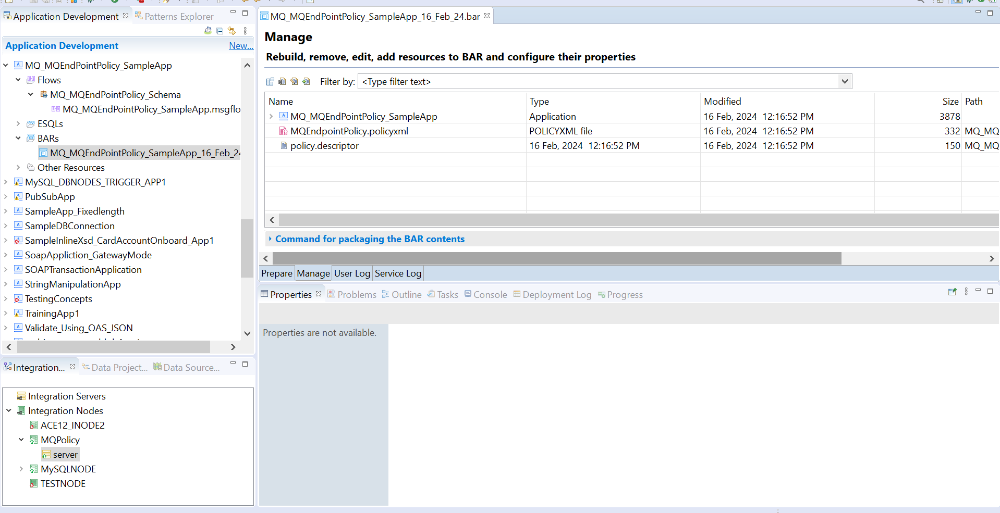 Application Development
Patterns Explorer
Application Development
New...
MQ_MQEndPointPolicy_SampleApp
Flows
MQ_MQEndPointPolicy_Schema
MQ_MQEndPointPolicy_SampleApp.msgflo
ESQLs
BARs
MQ_MQEndPointPolicy_SampleApp_16_Feb_24
Other Resources
MySQL_DBNODES_TRIGGER_APP1
PubSubApp
SampleApp_Fixedlength
SampleDBConnection
SampleInlineXsd_CardAccountOnboard_App1
SoapAppliction_GatewayMode
SOAPTransactionApplication
StringManipulationApp
TestingConcepts
TrainingApp1
Validate_Using_OAS_JSON
Integration...
Data Project...
Data Source...
Integration Servers
Integration Nodes
ACE12_INODE2
MQPolicy
server
MySQLNODE
TESTNODE
MQ_MQEndPointPolicy_SampleApp_16_Feb_24.bar
Manage
Rebuild, remove, edit, add resources to BAR and configure their properties
Filter by: <Type filter text>
Name Type Modified Size Path
MQ_MQEndPointPolicy_SampleApp Application 16 Feb, 2024 12:16:52 PM 3878
MQEndpointPolicy.policyxml POLICYXML file 16 Feb, 2024 12:16:52 PM 332 MQ_MQ
policy.descriptor 16 Feb, 2024 12:16:52 PM 16 Feb, 2024 12:16:52 PM 150 MQ_MQ
Command for packaging the BAR contents
Prepare Manage User Log Service Log
Properties Problems Outline Tasks Console Deployment Log Progress
Properties are not available.